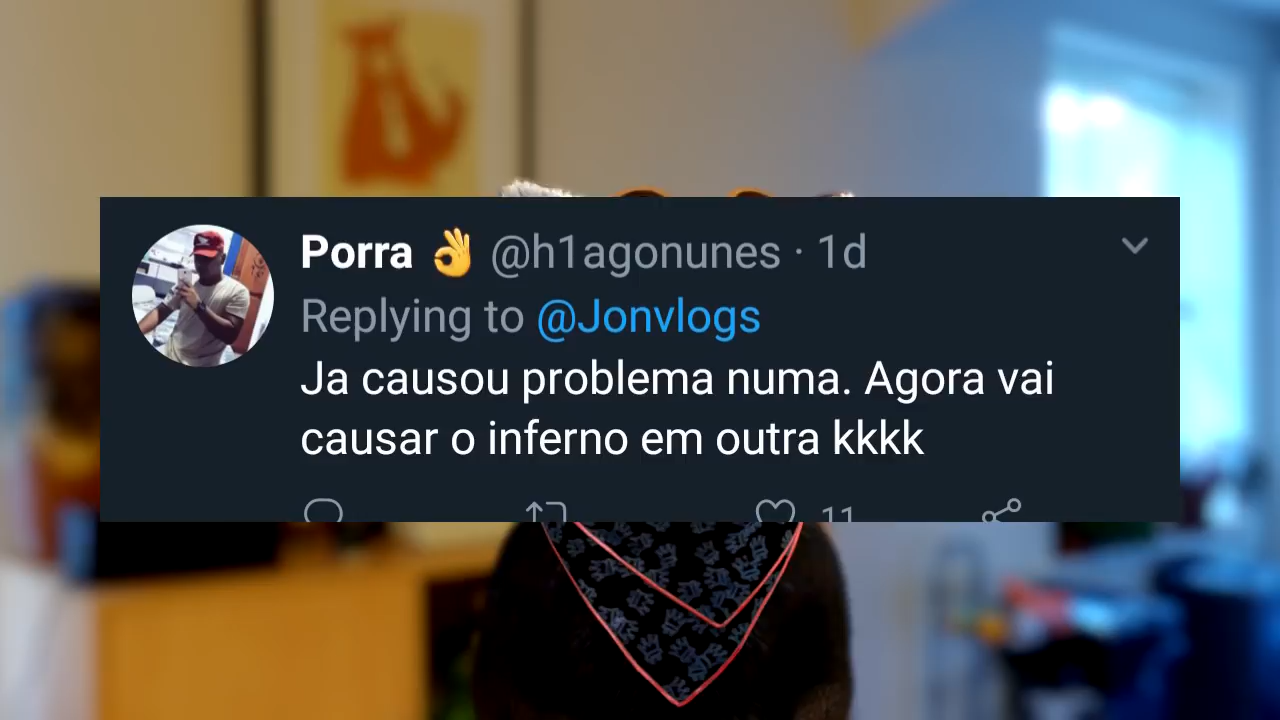 Porra 👌 @h1agonunes · 1d
Replying to @Jonvlogs
Ja causou problema numa. Agora vai
causar o inferno em outra kkkk
11